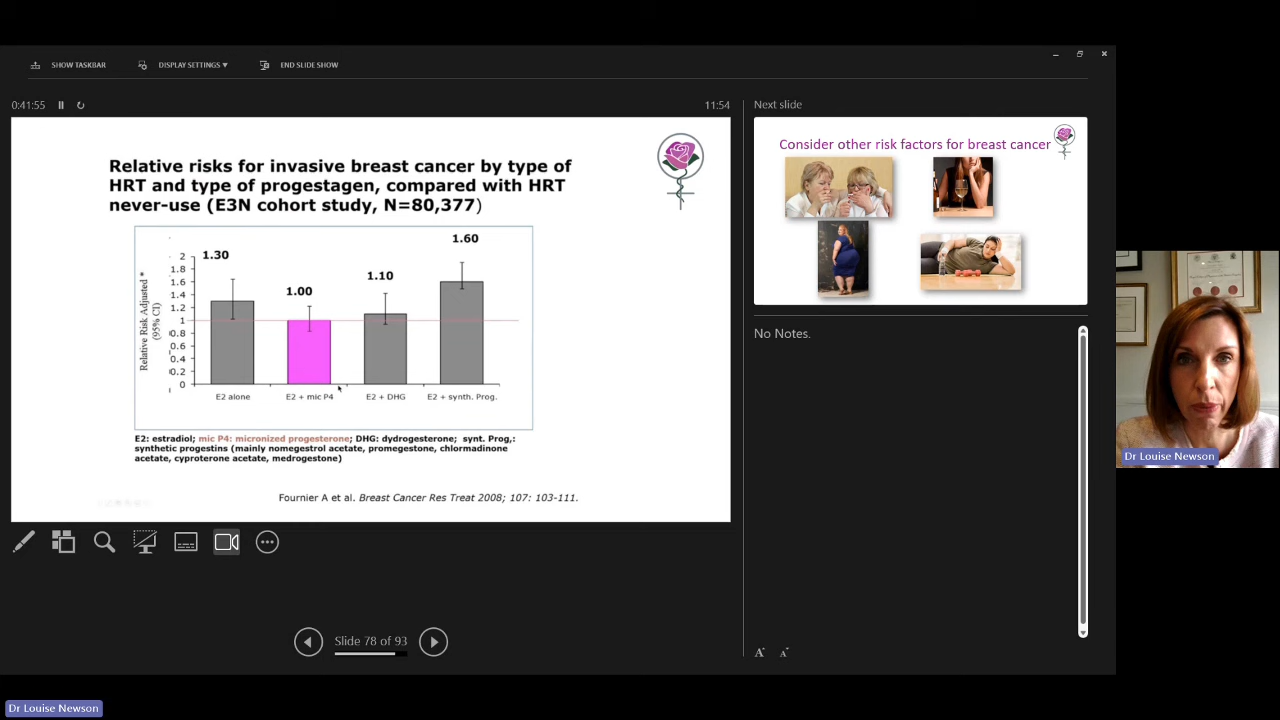 SHOW TASKBAR
DISPLAY SETTINGS ▾
END SLIDE SHOW
0:41:55
11:54
Relative risks for invasive breast cancer by type of
HRT and type of progestagen, compared with HRT
never-use (E3N cohort study, N=80,377)
Relative Risk Adjusted *
(95% CI)
2
1.8
1.6
1.4
1.2
1
0.8
0.6
0.4
0.2
0
1.30
1.00
1.10
1.60
E2 alone
E2 + mic P4
E2 + DHG
E2 + synth. Prog.
E2: estradiol; mic P4: micronized progesterone; DHG: dydrogesterone; synt. Prog,:
synthetic progestins (mainly nomegestrol acetate, promegestone, chlormadinone
acetate, cyproterone acetate, medrogestone)
Fournier A et al. Breast Cancer Res Treat 2008; 107: 103-111.
Slide 78 of 93
Next slide
Consider other risk factors for breast cancer
No Notes.
A A
Dr Louise Newson
Dr Louise Newson